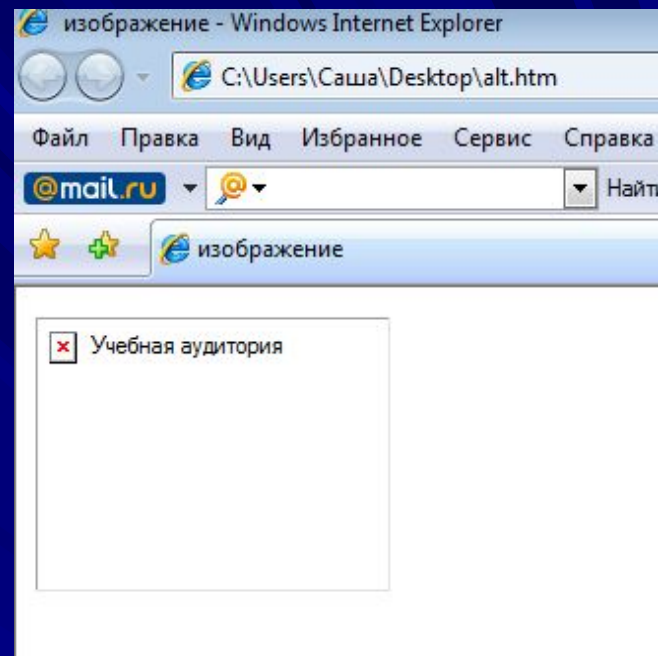 изображение - Windows Internet Explorer
C:\Users\Саша\Desktop\alt.htm
Файл Правка Вид Избранное Сервис Справка
@mail.ru Найти
изображение
Учебная аудитория